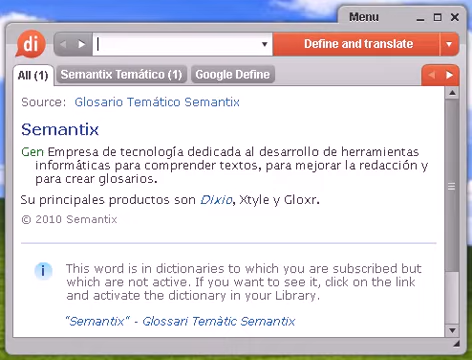 Menu
di
Define and translate
All (1)
Semantix Temático (1)
Google Define
Source: Glosario Temático Semantix
Semantix
Gen Empresa de tecnología dedicada al desarrollo de herramientas
informáticas para comprender textos, para mejorar la redacción y
para crear glosarios.
Su principales productos son Dixio, Xtyle y Gloxr.
© 2010 Semantix
This word is in dictionaries to which you are subscribed but
which are not active. If you want to see it, click on the link
and activate the dictionary in your Library.
"Semantix" - Glossari Temàtic Semantix